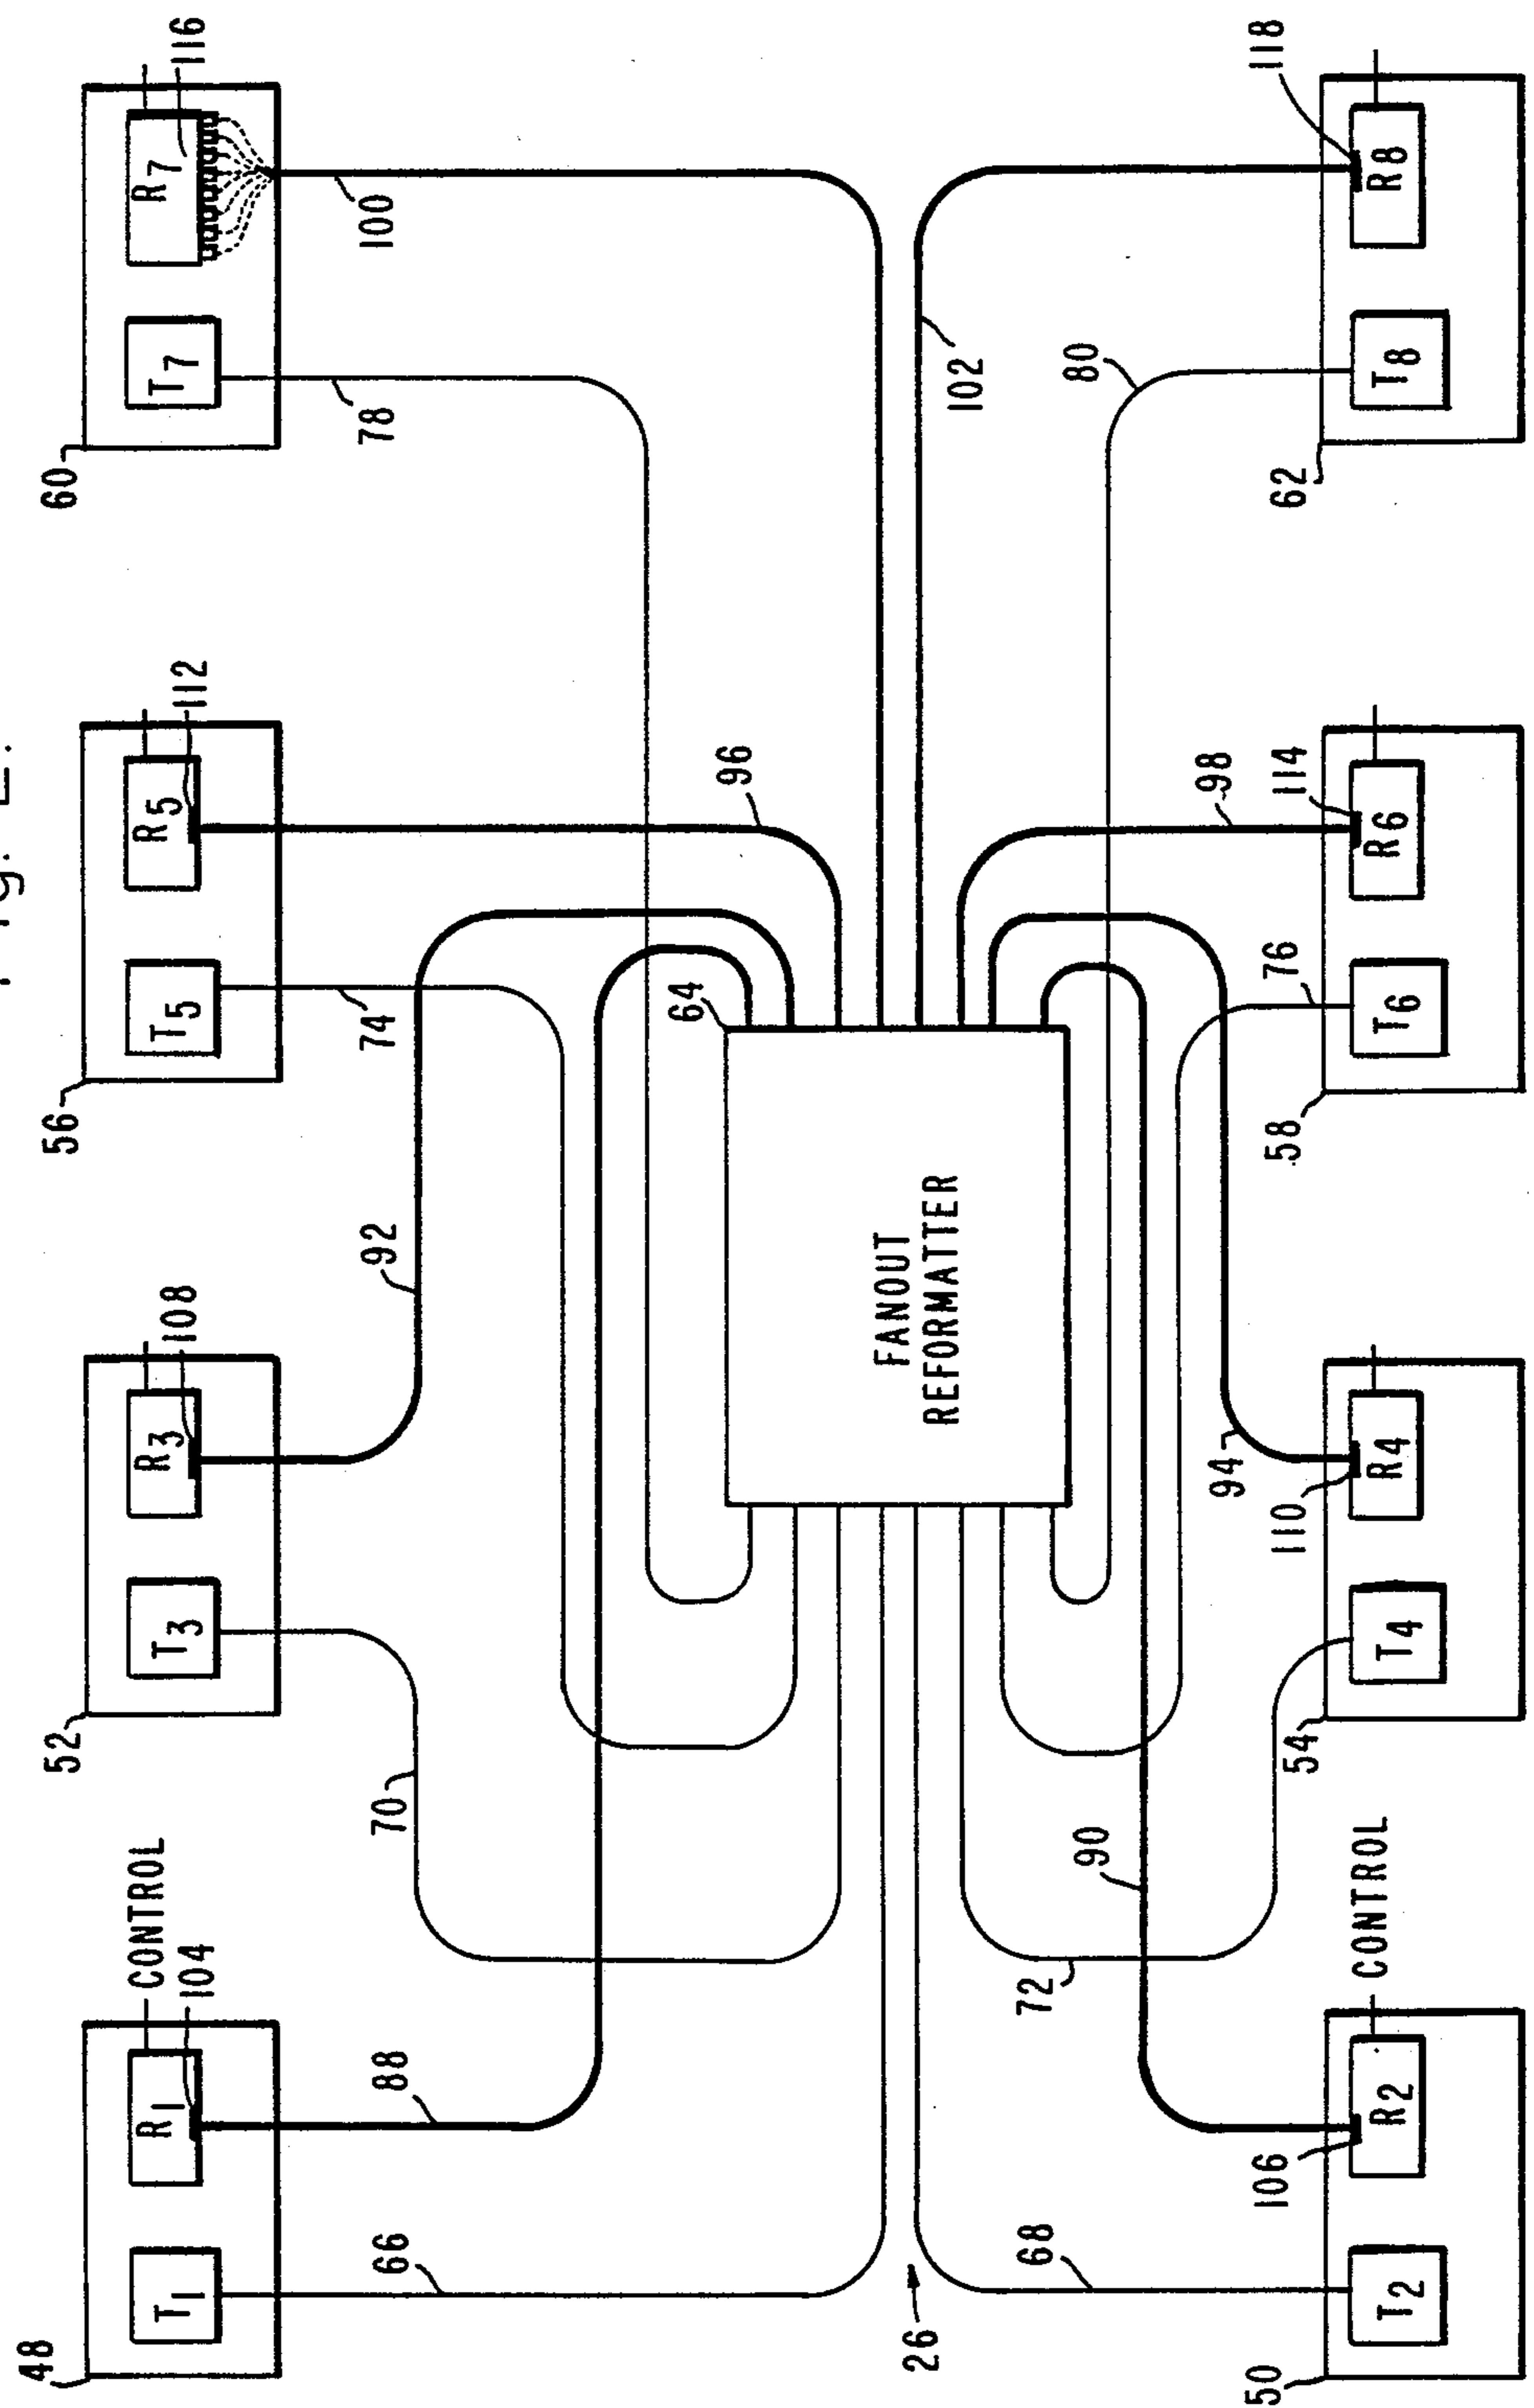 Fig. 2.
48
T1
R1
CONTROL
104
52
T3
R3
108
56
T5
R5
112
60
T7
R7
116
66
88
70
92
74
96
78
100
64
FANOUT
REFORMATTER
26
68
90
72
94
76
98
80
102
50
T2
R2
CONTROL
106
54
T4
R4
110
58
T6
R6
114
62
T8
R8
118